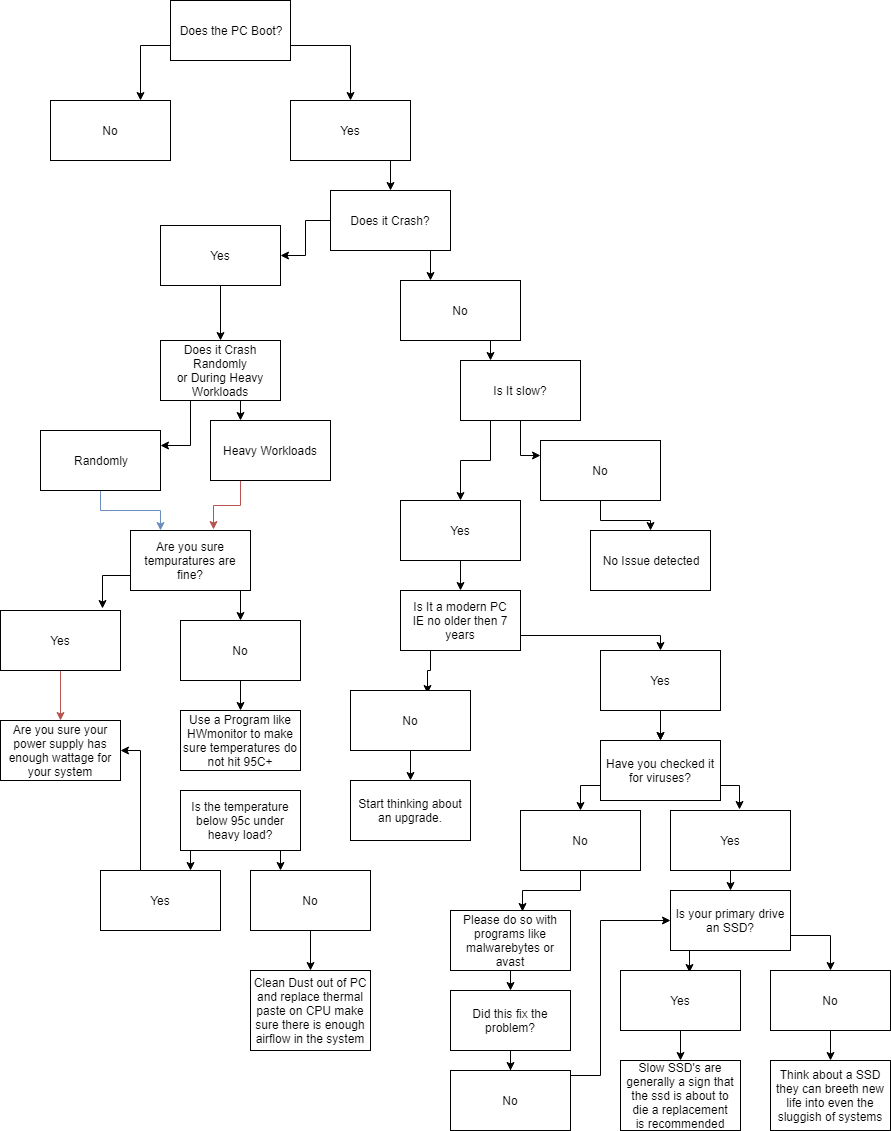 Does the PC Boot?
No
Yes
Does it Crash?
Yes
No
Does it Crash
Randomly
or During Heavy
Workloads
Is It slow?
Randomly
Heavy Workloads
No
Yes
Are you sure
tempuratures are
fine?
No Issue detected
Is It a modern PC
IE no older then 7
years
Yes
No
Yes
No
Are you sure your
power supply has
enough wattage for
your system
Use a Program like
HWmonitor to make
sure temperatures do
not hit 95C+
Have you checked it
for viruses?
Start thinking about
an upgrade.
Is the temperature
below 95c under
heavy load?
No
Yes
Yes
No
Please do so with
programs like
malwarebytes or
avast
Is your primary drive
an SSD?
Clean Dust out of PC
and replace thermal
paste on CPU make
sure there is enough
airflow in the system
Did this fix the
problem?
Yes
No
No
Slow SSD's are
generally a sign that
the ssd is about to
die a replacement
is recommended
Think about a SSD
they can breeth new
life into even the
sluggish of systems